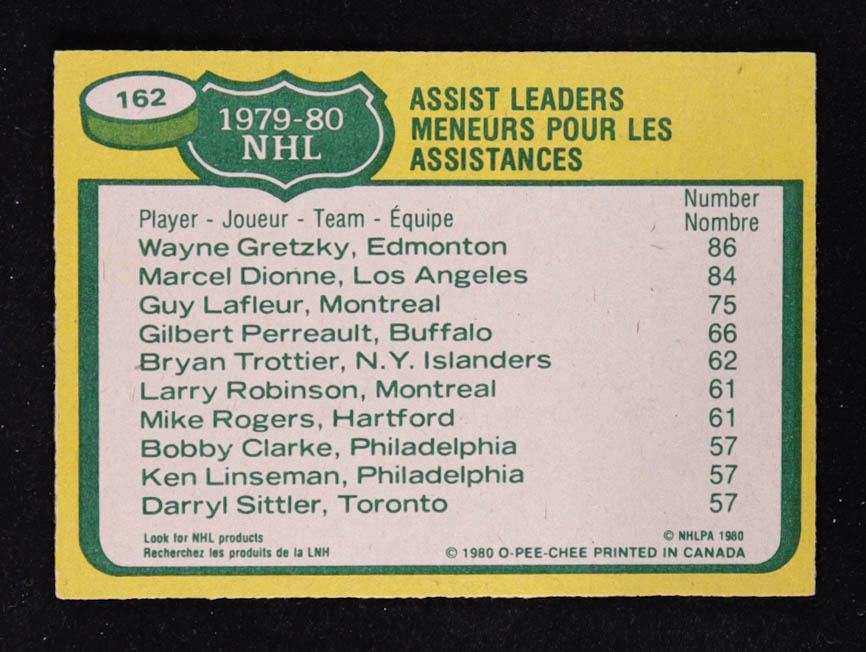 162
1979-80
NHL
ASSIST LEADERS
MENEURS POUR LES
ASSISTANCES
Player - Joueur - Team - Équipe Number
Nombre
Wayne Gretzky, Edmonton 86
Marcel Dionne, Los Angeles 84
Guy Lafleur, Montreal 75
Gilbert Perreault, Buffalo 66
Bryan Trottier, N.Y. Islanders 62
Larry Robinson, Montreal 61
Mike Rogers, Hartford 61
Bobby Clarke, Philadelphia 57
Ken Linseman, Philadelphia 57
Darryl Sittler, Toronto 57
Look for NHL products © NHLPA 1980
Recherchez les produits de la LNH © 1980 O-PEE-CHEE PRINTED IN CANADA